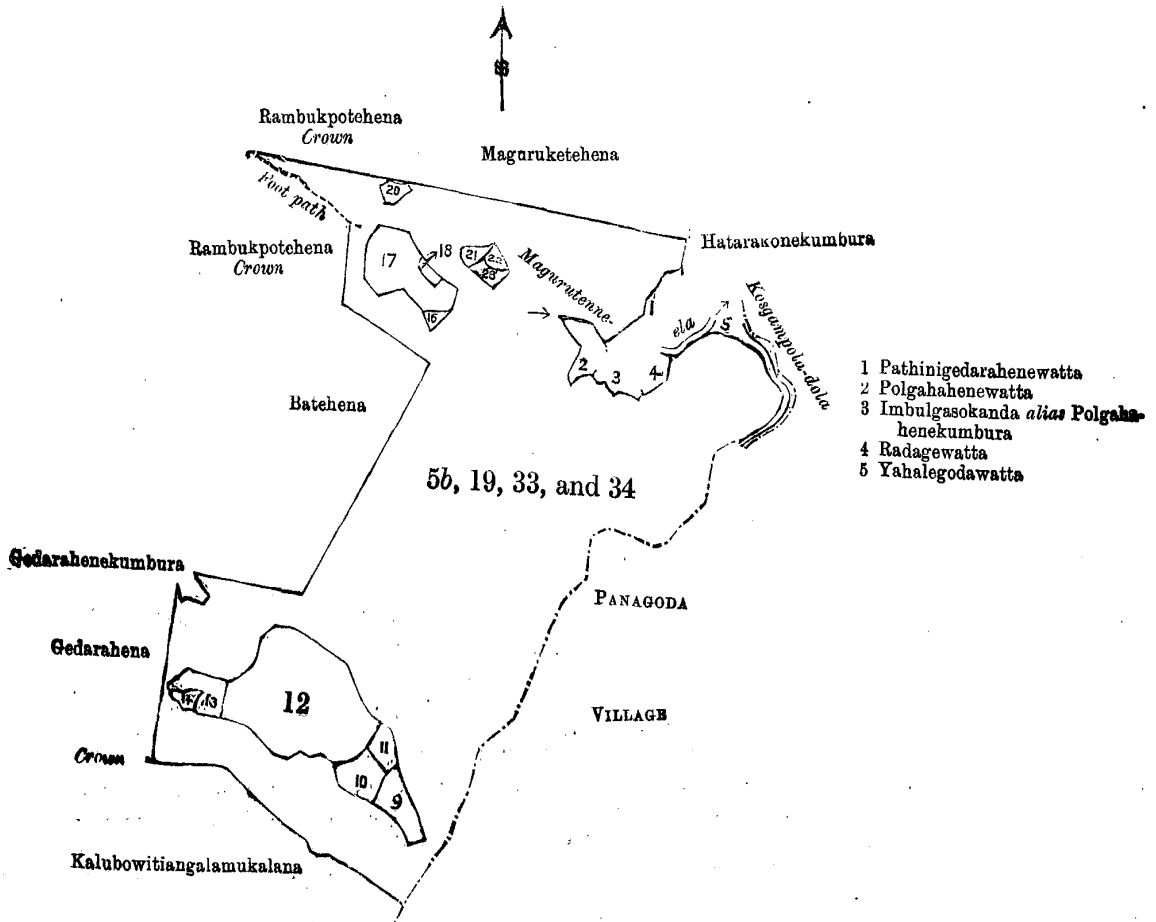 Rambukpotehena
Crown
Maguruketehena
Foot path
20
Rambukpotehena
Crown
17
18
21
22
23
16
Magurutenne-
ela
Hatarakonekumbura
Kosgampola-dola
1
2
3
4
5
1 Pathinigedarahenewatta
2 Polgahahenewatta
3 Imbulgasokanda alias Polgaha-
henekumbura
4 Radagewatta
5 Yahalegodawatta
Batehena
5b, 19, 33, and 34
Gedarahenekumbura
PANAGODA
Gedarahena
VILLAGE
12
13
11
10
9
Crown
Kalubowitiangalamukalana